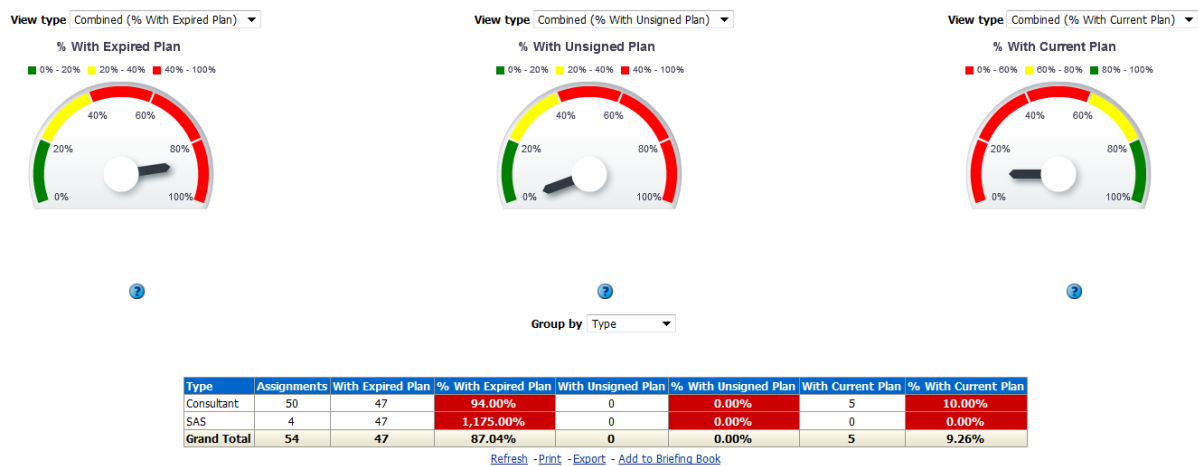 View type Combined (% With Expired Plan) View type Combined (% With Unsigned Plan) View type Combined (% With Current Plan)
% With Expired Plan % With Unsigned Plan % With Current Plan
0% - 20% 20% - 40% 40% - 100% 0% - 20% 20% - 40% 40% - 100% 0% - 60% 60% - 80% 80% - 100%
40% 60% 40% 60% 40% 60%
20% 80% 20% 80% 20% 80%
0% 100% 0% 100% 0% 100%
? ? ?
Group by Type
Type Assignments With Expired Plan % With Expired Plan With Unsigned Plan % With Unsigned Plan With Current Plan % With Current Plan
Consultant 50 47 94.00% 0 0.00% 5 10.00%
SAS 4 47 1,175.00% 0 0.00% 0 0.00%
Grand Total 54 47 87.04% 0 0.00% 5 9.26%
Refresh - Print - Export - Add to Briefing Book